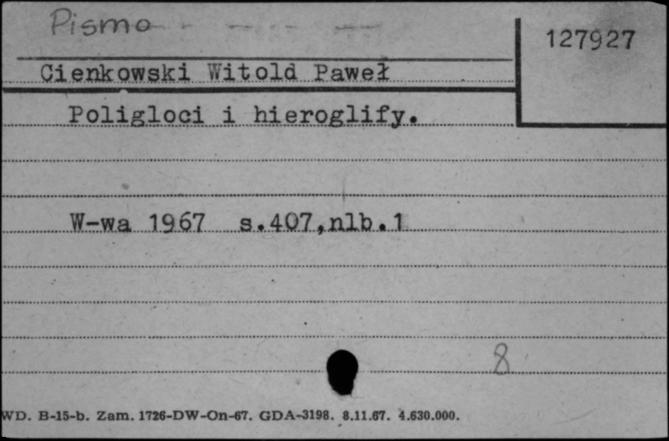 Pismo
127927
Cienkowski Witold Paweł
Poligloci i hieroglify.
W-wa 1967 s.407,nlb.1
8
WD. B-15-b. Zam. 1726-DW-On-67. GDA-3198. 8.11.67. 4.630.000.